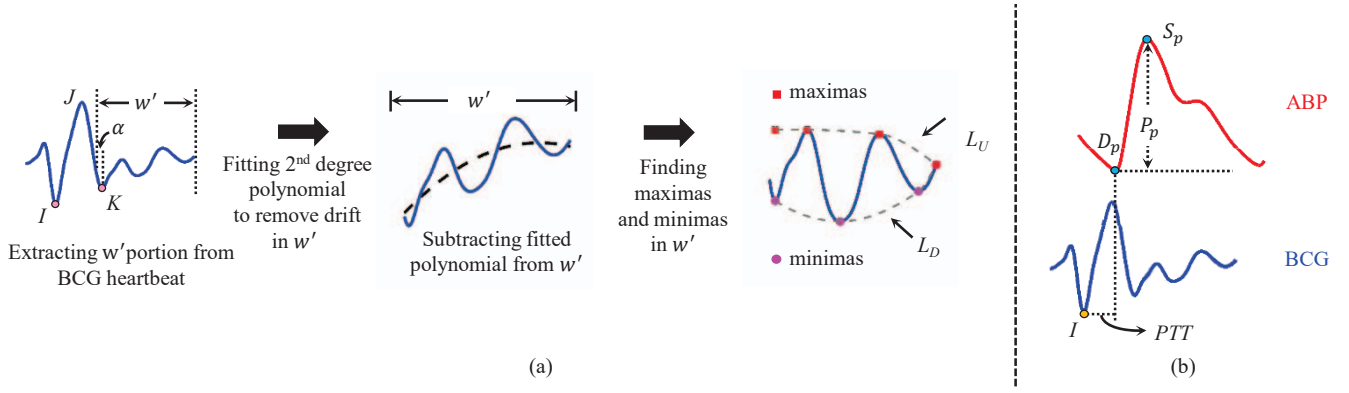 J
w′
α
I
K
Extracting w′ portion from
BCG heartbeat
Fitting 2nd degree
polynomial
to remove drift
in w′
w′
Subtracting fitted
polynomial from w′
Finding
maximas
and minimas
in w′
maximas
L_U
L_D
minimas
(a)
S_p
ABP
P_p
D_p
BCG
I
PTT
(b)